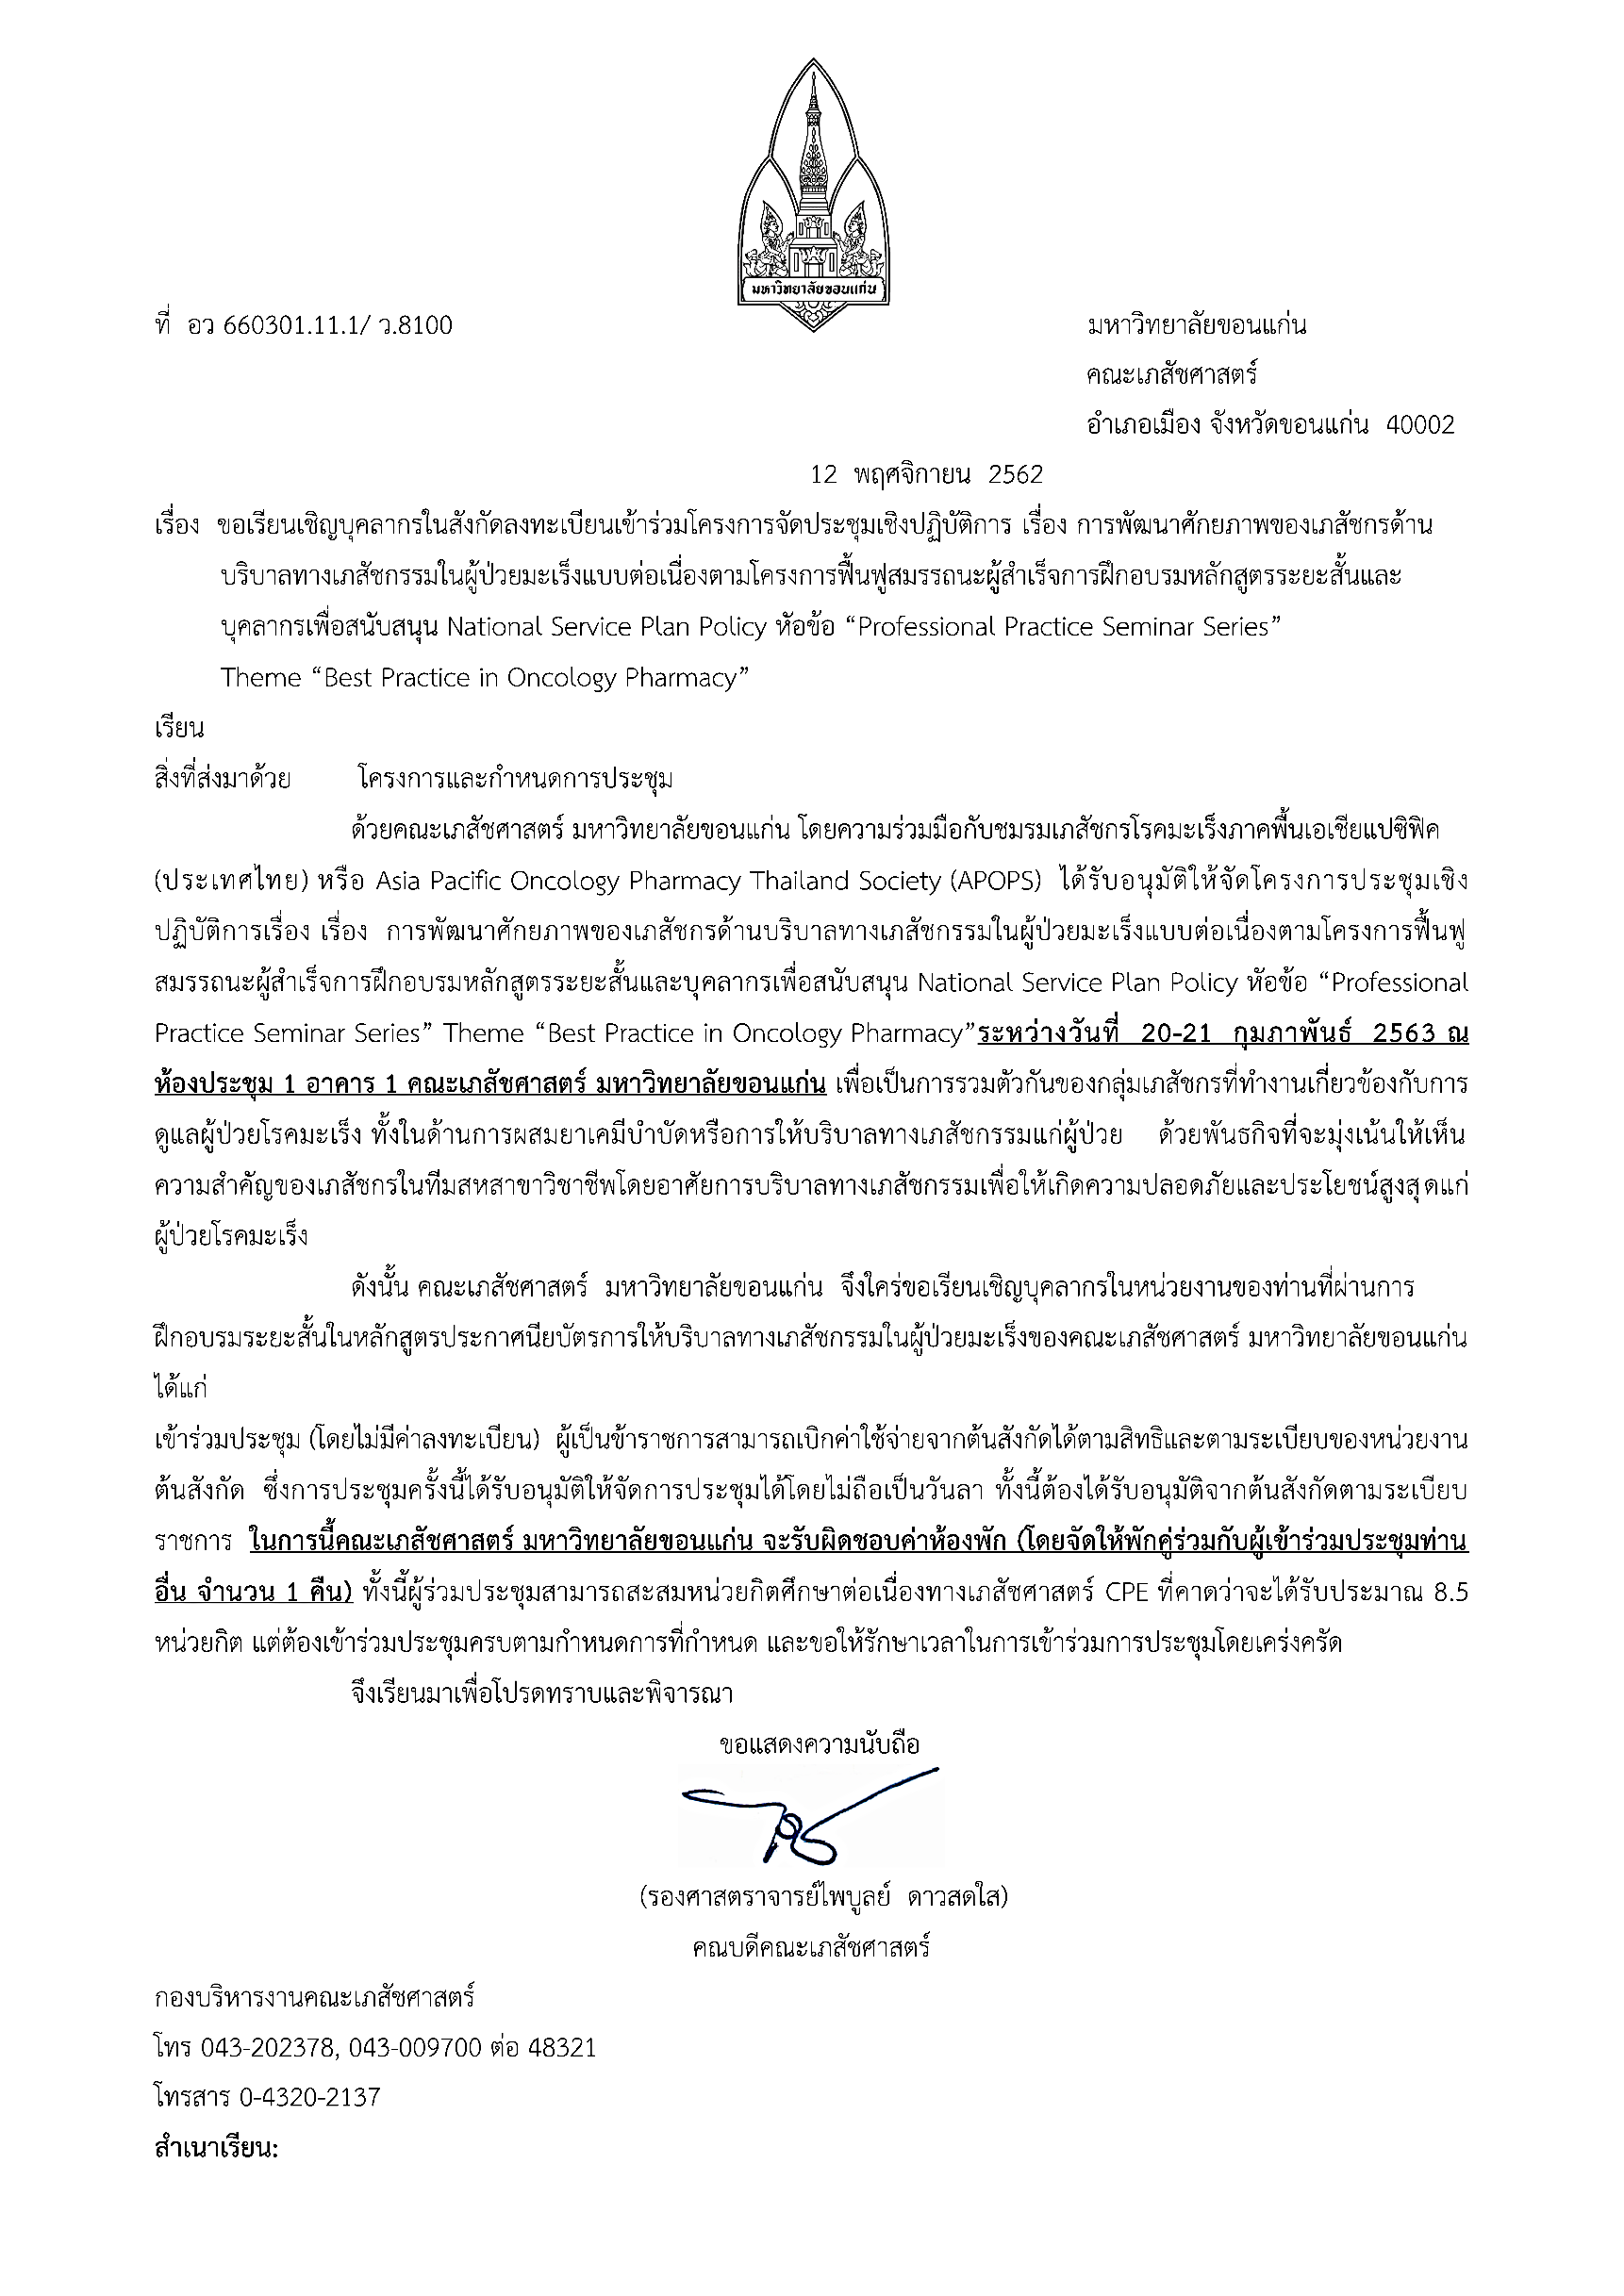 มหาวิทยาลัยขอนแก่น
ที่ อว 660301.11.1/ ว.8100
มหาวิทยาลัยขอนแก่น
คณะเภสัชศาสตร์
อำเภอเมือง จังหวัดขอนแก่น 40002
12 พฤศจิกายน 2562
เรื่อง ขอเรียนเชิญบุคลากรในสังกัดลงทะเบียนเข้าร่วมโครงการจัดประชุมเชิงปฏิบัติการ เรื่อง การพัฒนาศักยภาพของเภสัชกรด้าน
บริบาลทางเภสัชกรรมในผู้ป่วยมะเร็งแบบต่อเนื่องตามโครงการฟื้นฟูสมรรถนะผู้สำเร็จการฝึกอบรมหลักสูตรระยะสั้นและ
บุคลากรเพื่อสนับสนุน National Service Plan Policy หัวข้อ “Professional Practice Seminar Series”
Theme “Best Practice in Oncology Pharmacy”
เรียน
สิ่งที่ส่งมาด้วย โครงการและกำหนดการประชุม
ด้วยคณะเภสัชศาสตร์ มหาวิทยาลัยขอนแก่น โดยความร่วมมือกับชมรมเภสัชกรโรคมะเร็งภาคพื้นเอเชียแปซิฟิค
(ประเทศไทย) หรือ Asia Pacific Oncology Pharmacy Thailand Society (APOPS) ได้รับอนุมัติให้จัดโครงการประชุมเชิง
ปฏิบัติการเรื่อง เรื่อง การพัฒนาศักยภาพของเภสัชกรด้านบริบาลทางเภสัชกรรมในผู้ป่วยมะเร็งแบบต่อเนื่องตามโครงการฟื้นฟู
สมรรถนะผู้สำเร็จการฝึกอบรมหลักสูตรระยะสั้นและบุคลากรเพื่อสนับสนุน National Service Plan Policy หัวข้อ “Professional
Practice Seminar Series” Theme “Best Practice in Oncology Pharmacy”ระหว่างวันที่ 20-21 กุมภาพันธ์ 2563 ณ
ห้องประชุม 1 อาคาร 1 คณะเภสัชศาสตร์ มหาวิทยาลัยขอนแก่น เพื่อเป็นการรวมตัวกันของกลุ่มเภสัชกรที่ทำงานเกี่ยวข้องกับการ
ดูแลผู้ป่วยโรคมะเร็ง ทั้งในด้านการผสมยาเคมีบำบัดหรือการให้บริบาลทางเภสัชกรรมแก่ผู้ป่วย ด้วยพันธกิจที่จะมุ่งเน้นให้เห็น
ความสำคัญของเภสัชกรในทีมสหสาขาวิชาชีพโดยอาศัยการบริบาลทางเภสัชกรรมเพื่อให้เกิดความปลอดภัยและประโยชน์สูงสุดแก่
ผู้ป่วยโรคมะเร็ง
ดังนั้น คณะเภสัชศาสตร์ มหาวิทยาลัยขอนแก่น จึงใคร่ขอเรียนเชิญบุคลากรในหน่วยงานของท่านที่ผ่านการ
ฝึกอบรมระยะสั้นในหลักสูตรประกาศนียบัตรการให้บริบาลทางเภสัชกรรมในผู้ป่วยมะเร็งของคณะเภสัชศาสตร์ มหาวิทยาลัยขอนแก่น
ได้แก่
เข้าร่วมประชุม (โดยไม่มีค่าลงทะเบียน) ผู้เป็นข้าราชการสามารถเบิกค่าใช้จ่ายจากต้นสังกัดได้ตามสิทธิและตามระเบียบของหน่วยงาน
ต้นสังกัด ซึ่งการประชุมครั้งนี้ได้รับอนุมัติให้จัดการประชุมได้โดยไม่ถือเป็นวันลา ทั้งนี้ต้องได้รับอนุมัติจากต้นสังกัดตามระเบียบ
ราชการ ในการนี้คณะเภสัชศาสตร์ มหาวิทยาลัยขอนแก่น จะรับผิดชอบค่าห้องพัก (โดยจัดให้พักคู่ร่วมกับผู้เข้าร่วมประชุมท่าน
อื่น จำนวน 1 คืน) ทั้งนี้ผู้ร่วมประชุมสามารถสะสมหน่วยกิตศึกษาต่อเนื่องทางเภสัชศาสตร์ CPE ที่คาดว่าจะได้รับประมาณ 8.5
หน่วยกิต แต่ต้องเข้าร่วมประชุมครบตามกำหนดการที่กำหนด และขอให้รักษาเวลาในการเข้าร่วมการประชุมโดยเคร่งครัด
จึงเรียนมาเพื่อโปรดทราบและพิจารณา
ขอแสดงความนับถือ
(รองศาสตราจารย์ไพบูลย์ ดาวสดใส)
คณบดีคณะเภสัชศาสตร์
กองบริหารงานคณะเภสัชศาสตร์
โทร 043-202378, 043-009700 ต่อ 48321
โทรสาร 0-4320-2137
สำเนาเรียน: